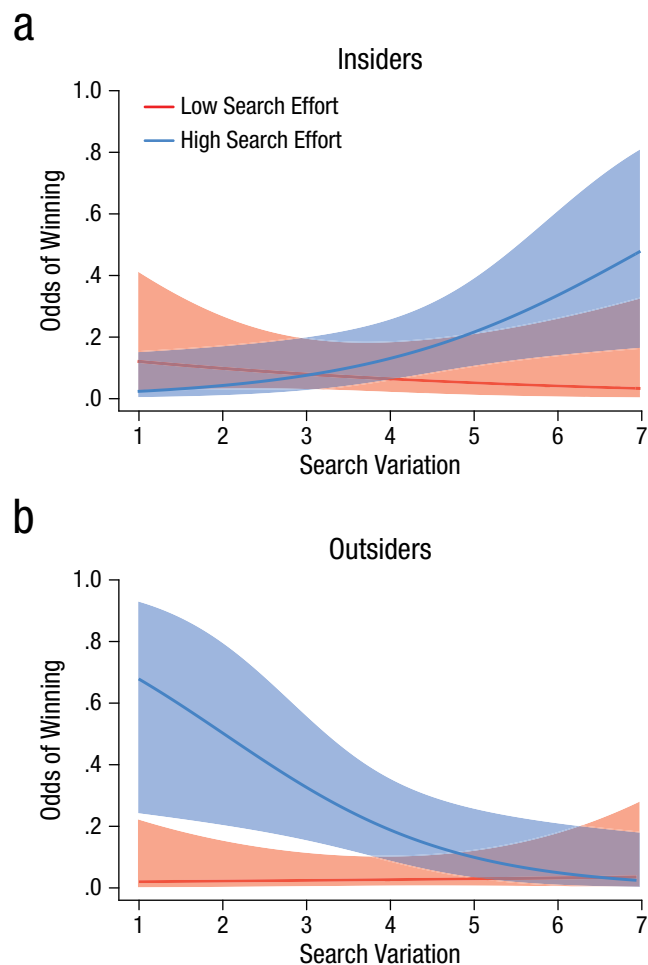 a
Insiders
1.0
.8
.6
.4
.2
.0
Odds of Winning
Low Search Effort
High Search Effort
1 2 3 4 5 6 7
Search Variation
b
Outsiders
1.0
.8
.6
.4
.2
.0
Odds of Winning
1 2 3 4 5 6 7
Search Variation